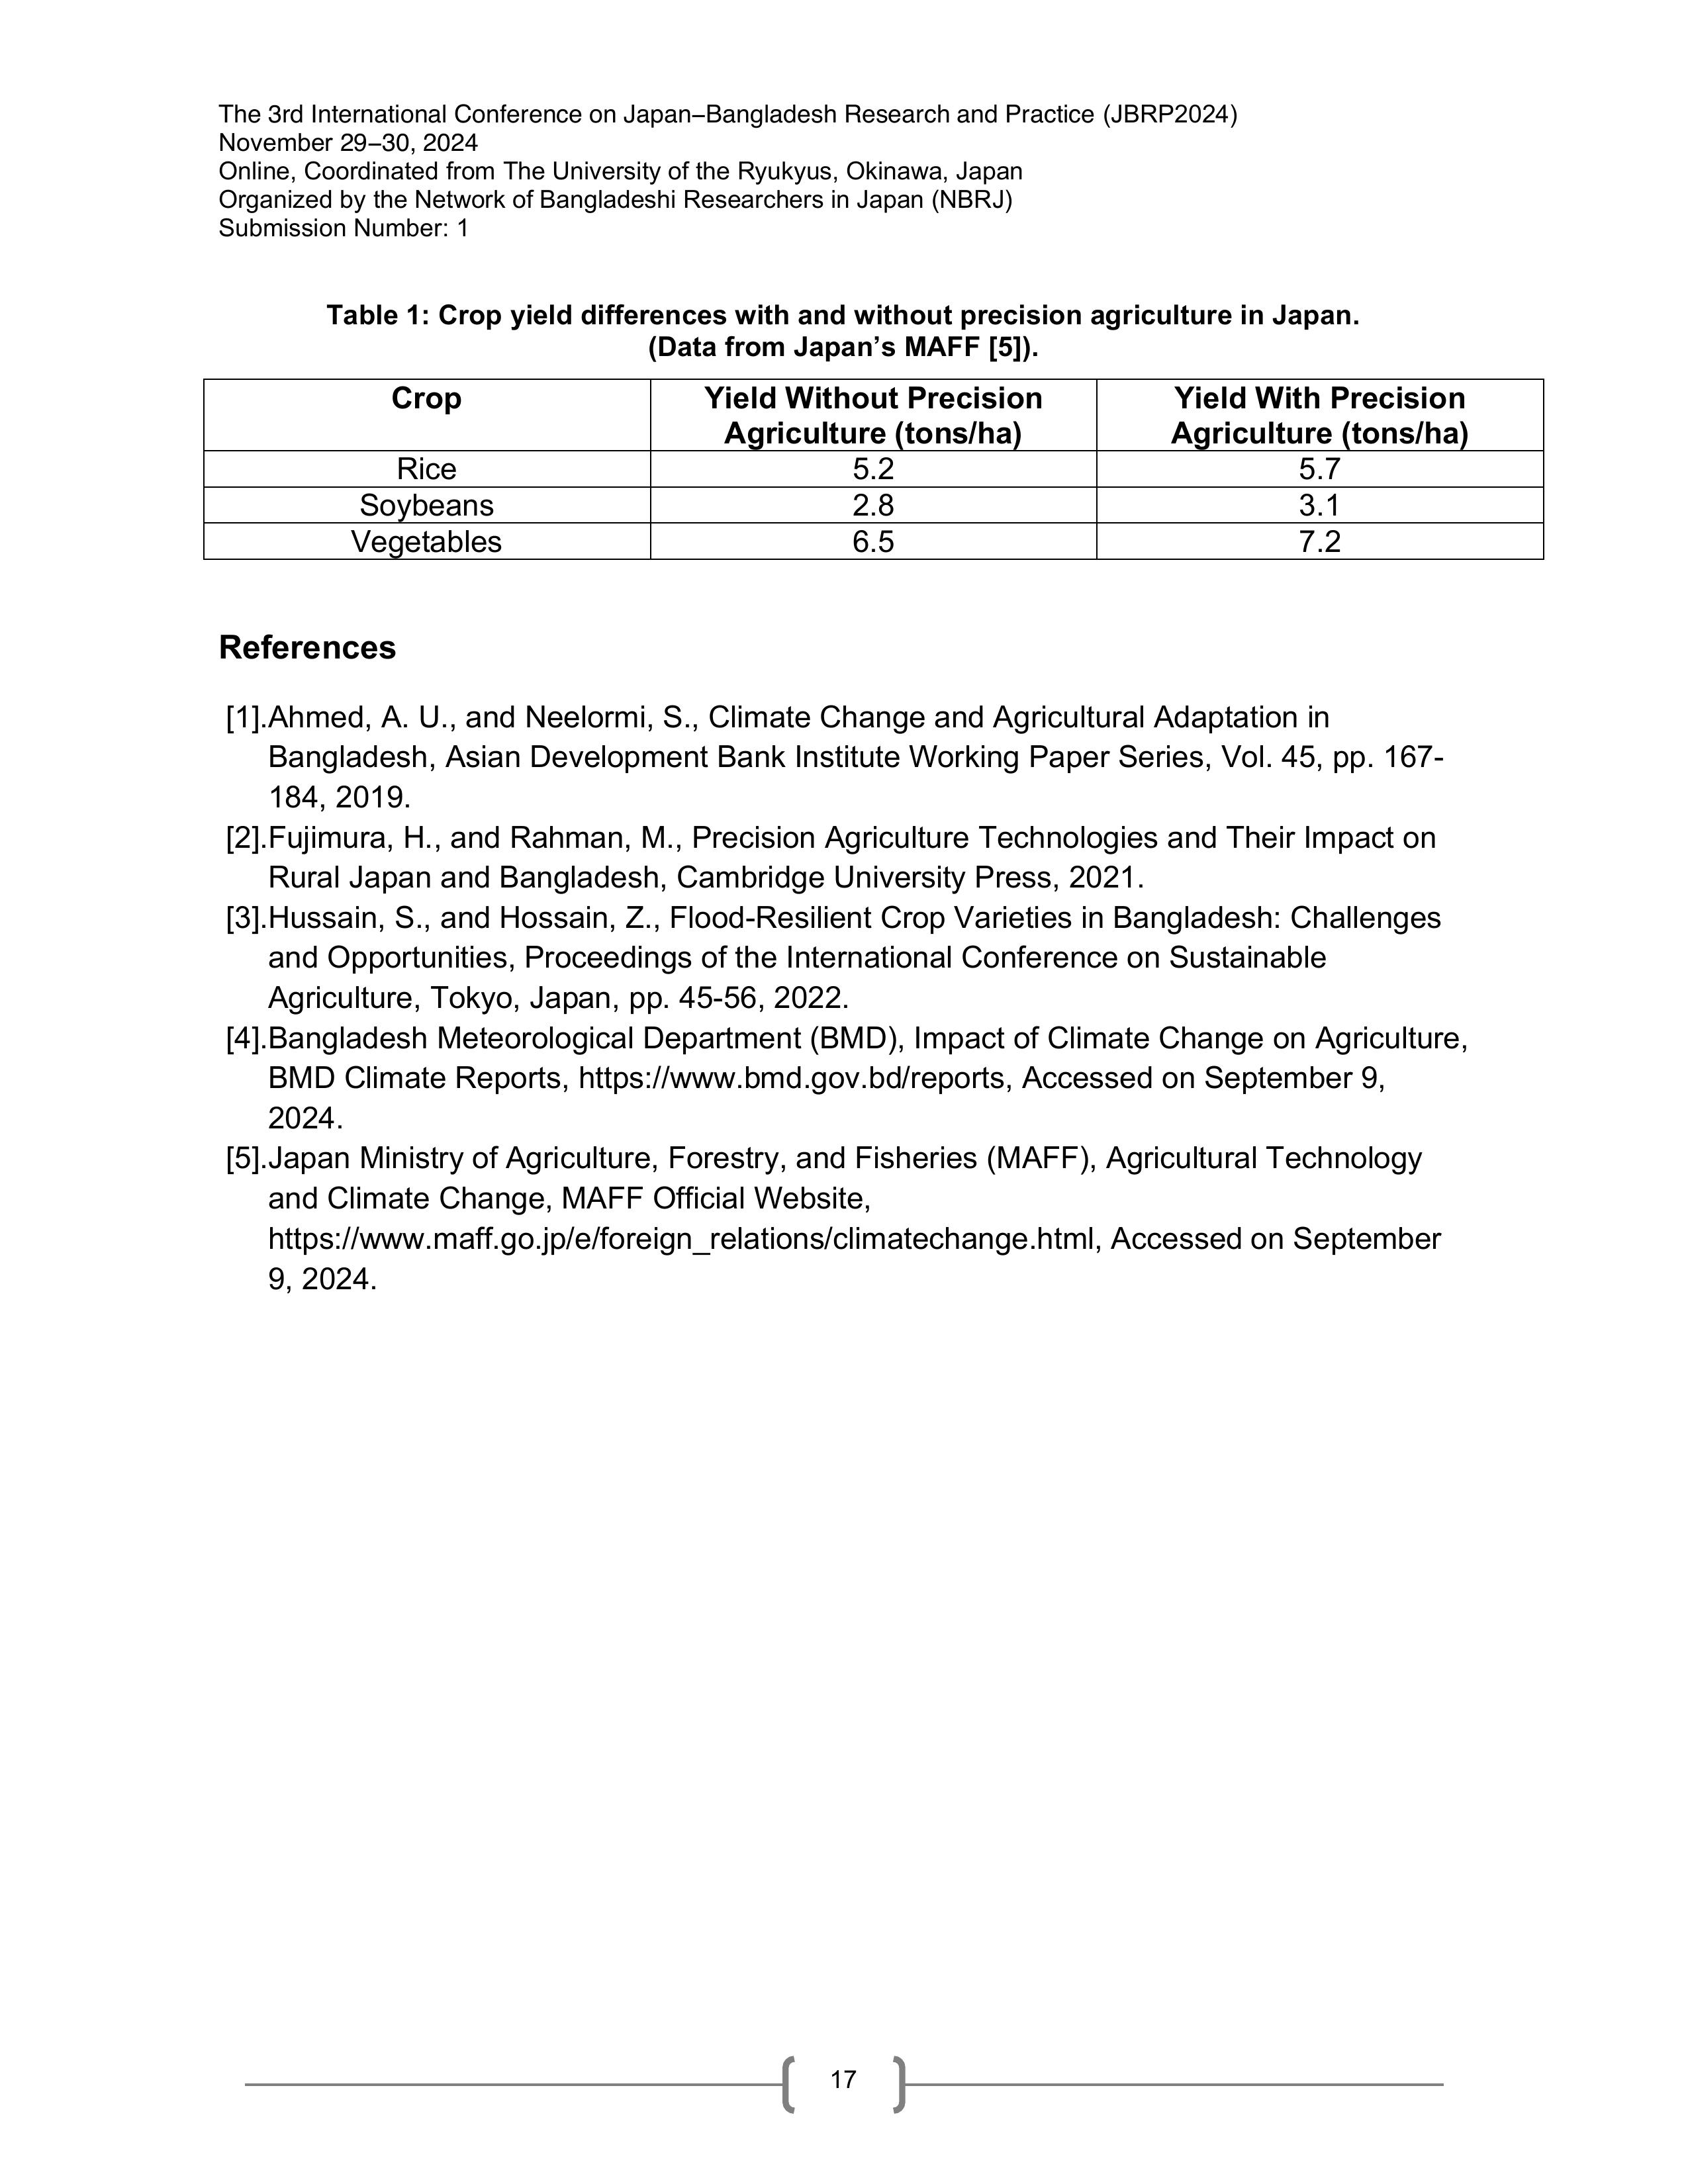 The 3rd International Conference on Japan–Bangladesh Research and Practice (JBRP2024)
November 29–30, 2024
Online, Coordinated from The University of the Ryukyus, Okinawa, Japan
Organized by the Network of Bangladeshi Researchers in Japan (NBRJ)
Submission Number: 1
Table 1: Crop yield differences with and without precision agriculture in Japan.
(Data from Japan’s MAFF [5]).
Crop Yield Without Precision Yield With Precision
Agriculture (tons/ha) Agriculture (tons/ha)
Rice 5.2 5.7
Soybeans 2.8 3.1
Vegetables 6.5 7.2
References
[1].Ahmed, A. U., and Neelormi, S., Climate Change and Agricultural Adaptation in
Bangladesh, Asian Development Bank Institute Working Paper Series, Vol. 45, pp. 167-
184, 2019.
[2].Fujimura, H., and Rahman, M., Precision Agriculture Technologies and Their Impact on
Rural Japan and Bangladesh, Cambridge University Press, 2021.
[3].Hussain, S., and Hossain, Z., Flood-Resilient Crop Varieties in Bangladesh: Challenges
and Opportunities, Proceedings of the International Conference on Sustainable
Agriculture, Tokyo, Japan, pp. 45-56, 2022.
[4].Bangladesh Meteorological Department (BMD), Impact of Climate Change on Agriculture,
BMD Climate Reports, https://www.bmd.gov.bd/reports, Accessed on September 9,
2024.
[5].Japan Ministry of Agriculture, Forestry, and Fisheries (MAFF), Agricultural Technology
and Climate Change, MAFF Official Website,
https://www.maff.go.jp/e/foreign_relations/climatechange.html, Accessed on September
9, 2024.
17